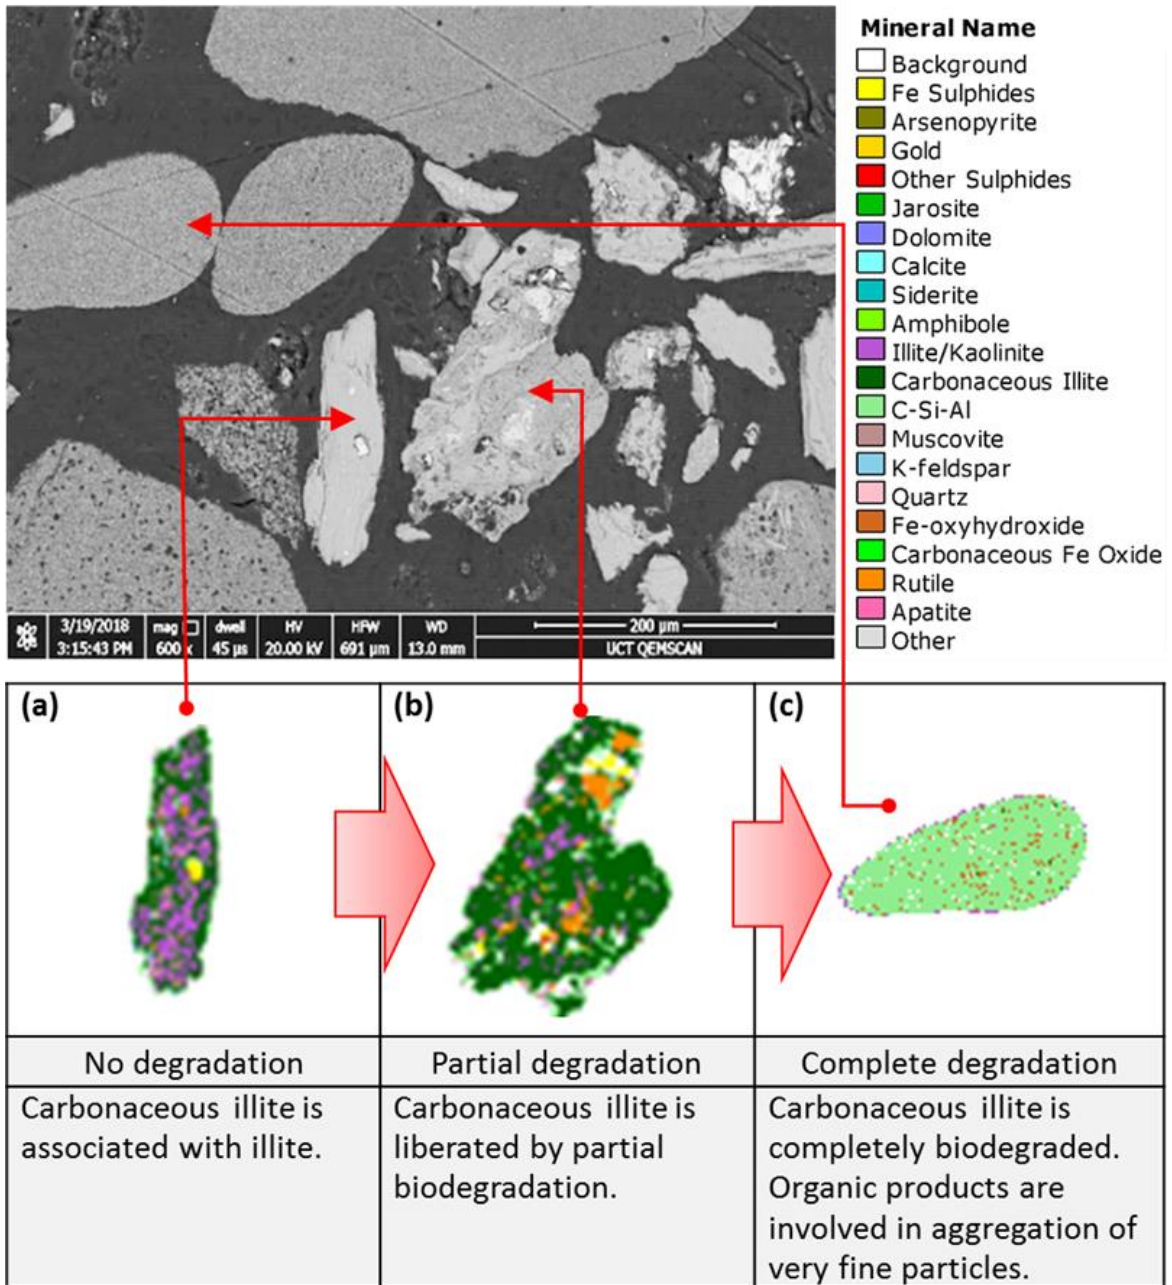 Mineral Name
Background
Fe Sulphides
Arsenopyrite
Gold
Other Sulphides
Jarosite
Dolomite
Calcite
Siderite
Amphibole
Illite/Kaolinite
Carbonaceous Illite
C-Si-Al
Muscovite
K-feldspar
Quartz
Fe-oxyhydroxide
Carbonaceous Fe Oxide
Rutile
Apatite
Other
3/19/2018 mag dwell HV HFW WD 200 µm
3:15:43 PM 600 x 45 µs 20.00 kV 691 µm 13.0 mm UCT QEMSCAN
(a) (b) (c)
No degradation
Partial degradation
Complete degradation
Carbonaceous illite is
associated with illite.
Carbonaceous illite is
liberated by partial
biodegradation.
Carbonaceous illite is
completely biodegraded.
Organic products are
involved in aggregation of
very fine particles.